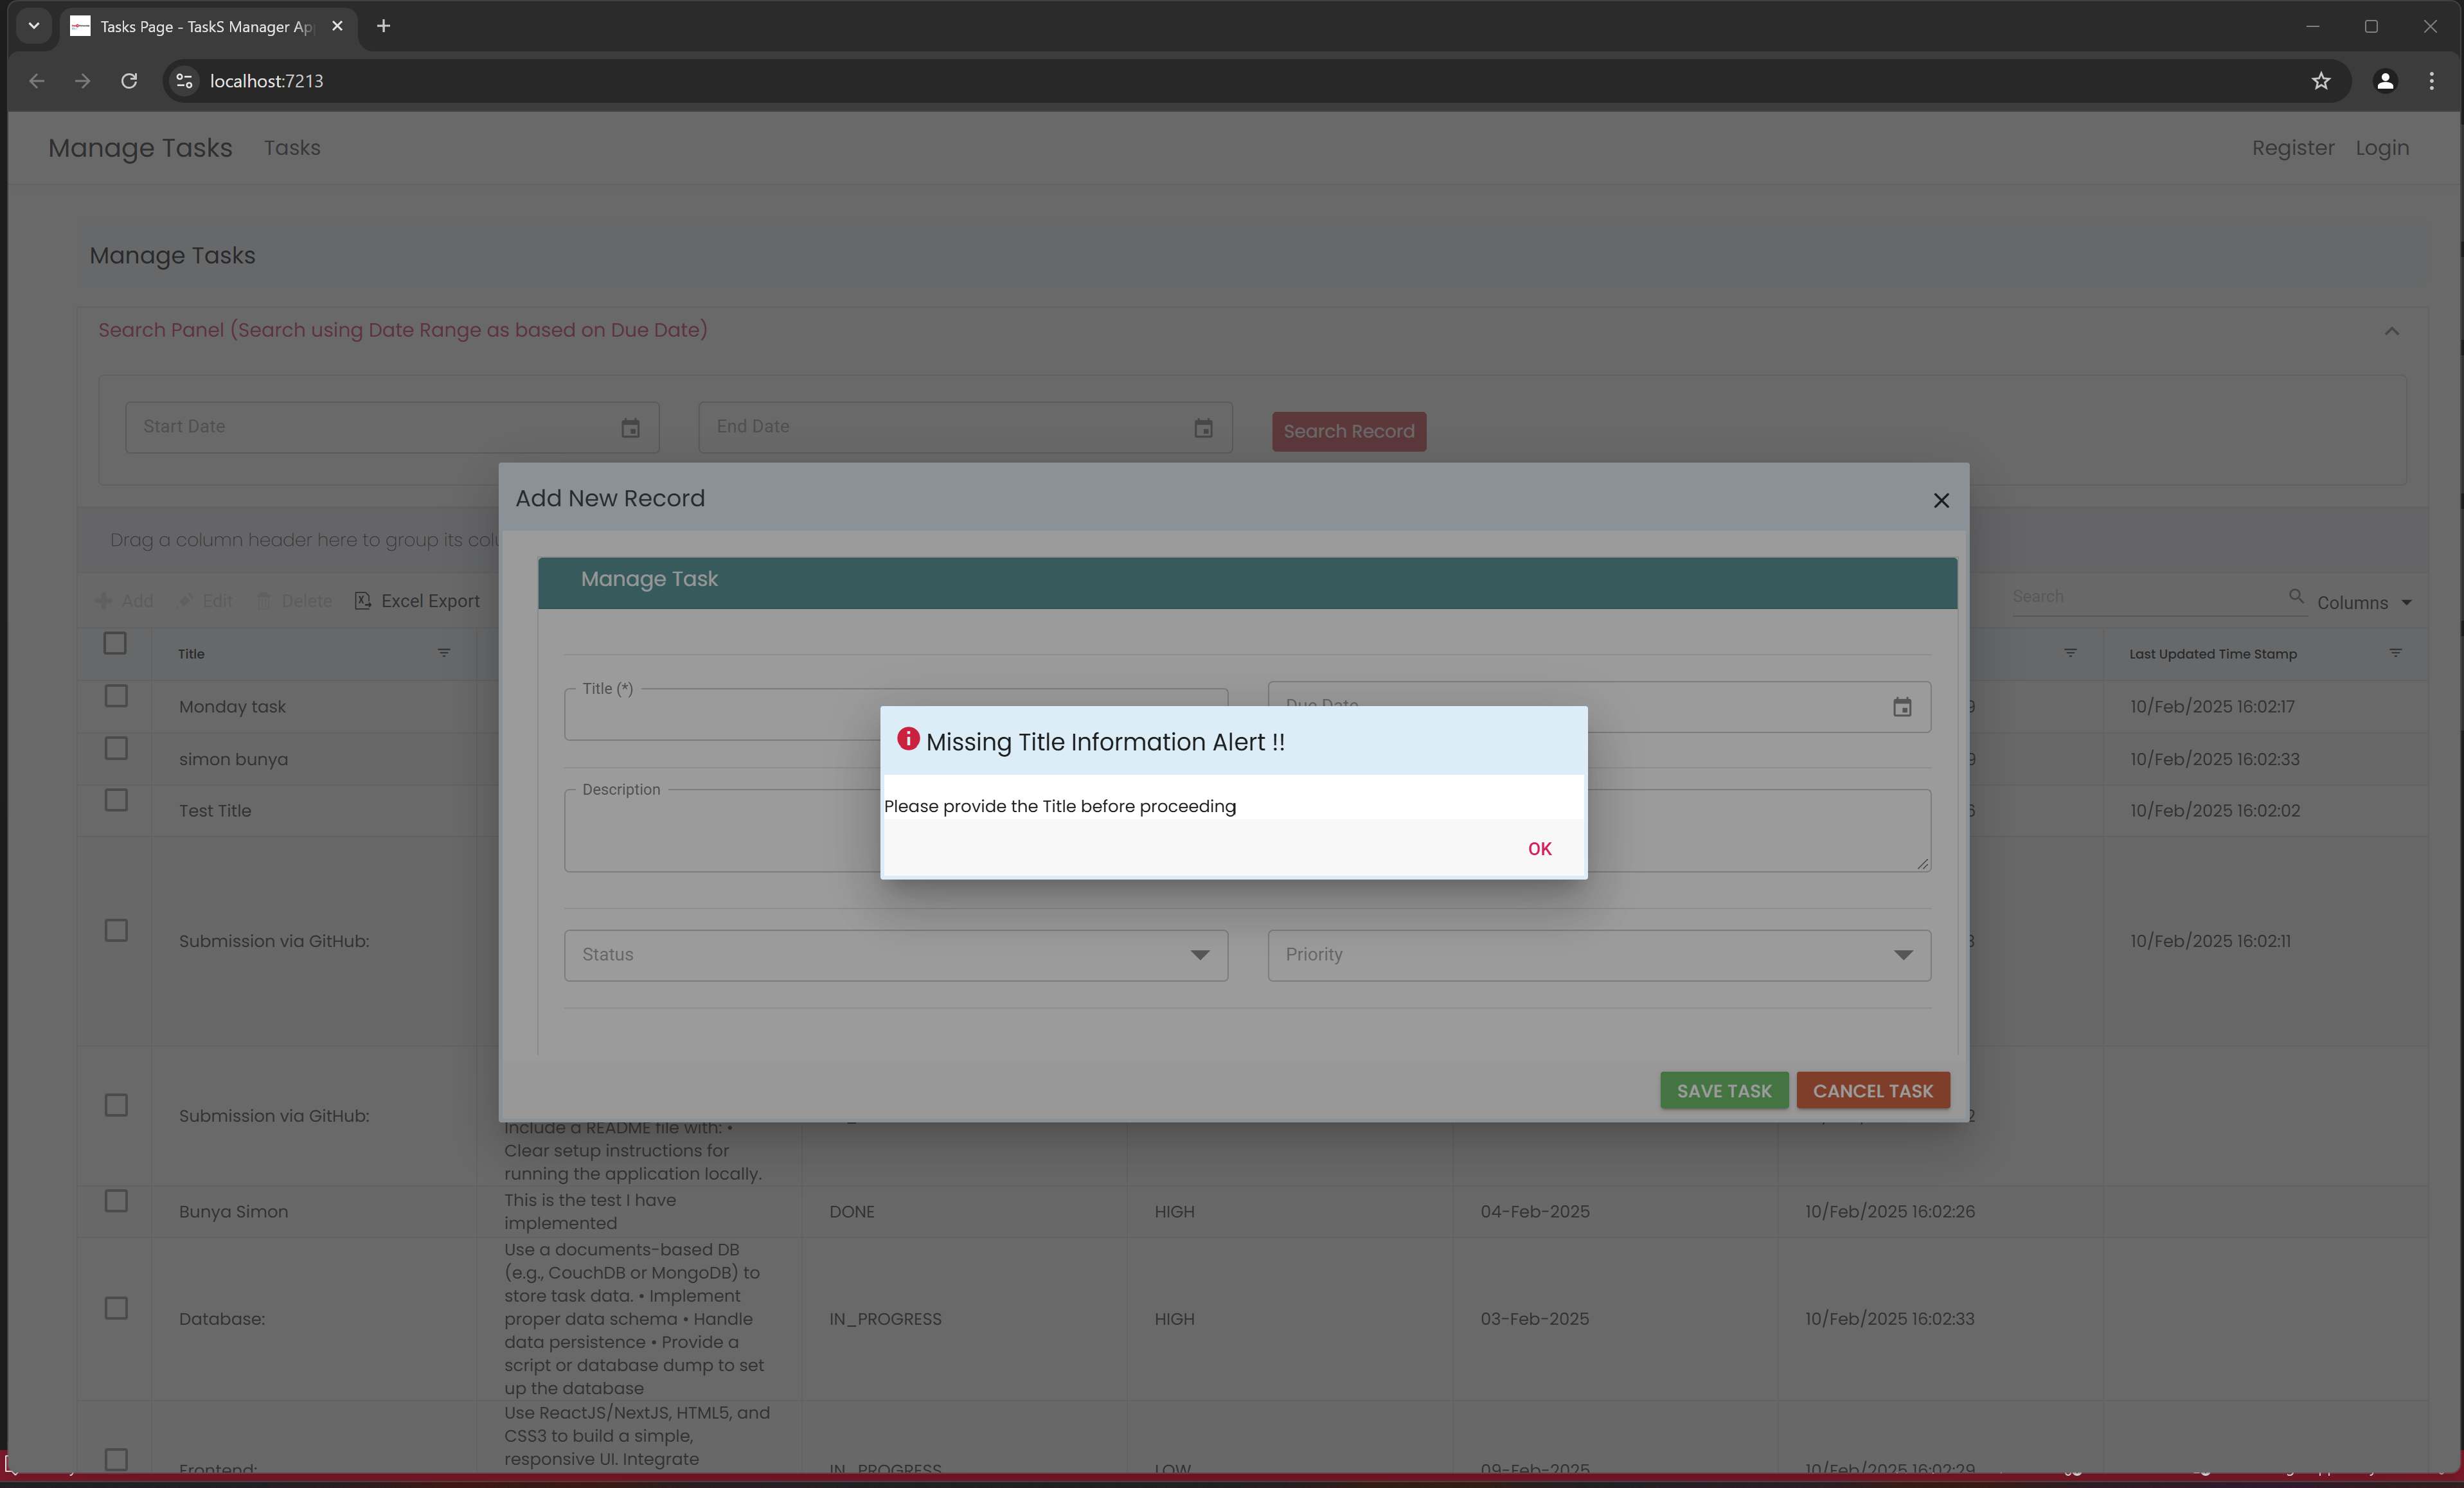 Tasks Page - TaskS Manager Ap
localhost:7213
Manage Tasks Tasks Register Login
Manage Tasks
Search Panel (Search using Date Range as based on Due Date)
Start Date End Date Search Record
Add New Record
Drag a column header here to group its colu
Manage Task
Add Edit Delete Excel Export Search Columns
Title Last Updated Time Stamp
Title (*) Due Date
Monday task 9 10/Feb/2025 16:02:17
Missing Title Information Alert !!
simon bunya 9 10/Feb/2025 16:02:33
Description
Please provide the Title before proceeding
Test Title 10/Feb/2025 16:02:02
OK
Submission via GitHub: 3 10/Feb/2025 16:02:11
Status Priority
SAVE TASK CANCEL TASK
Submission via GitHub: 2
Include a README file with: •
Clear setup instructions for
running the application locally.
Bunya Simon This is the test I have
implemented DONE HIGH 04-Feb-2025 10/Feb/2025 16:02:26
Use a documents-based DB
(e.g., CouchDB or MongoDB) to
store task data. • Implement
Database: proper data schema • Handle IN_PROGRESS HIGH 03-Feb-2025 10/Feb/2025 16:02:33
data persistence • Provide a
script or database dump to set
up the database
Use ReactJS/NextJS, HTML5, and
CSS3 to build a simple,
responsive UI. Integrate
Frontend: IN_PROGRESS LOW 09-Feb-2025 10/Feb/2025 16:02:29